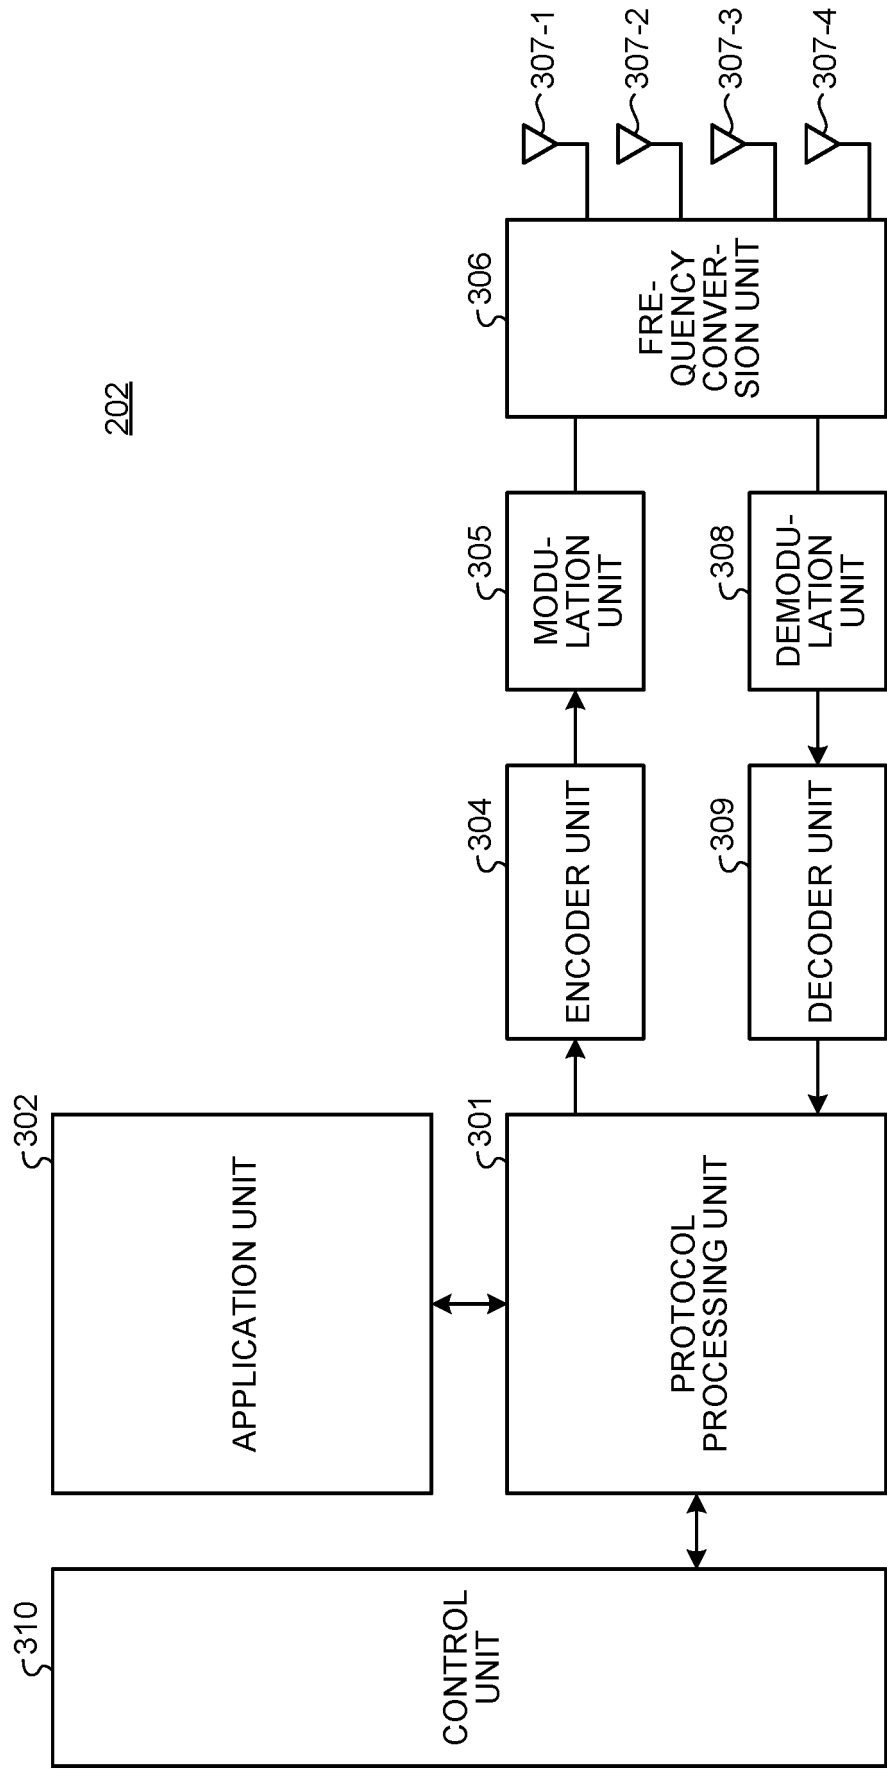 202
310
CONTROL
UNIT
302
APPLICATION UNIT
301
PROTOCOL
PROCESSING UNIT
304
ENCODER UNIT
305
MODU-
LATION
UNIT
306
FRE-
QUENCY
CONVER-
SION UNIT
307-1
307-2
307-3
307-4
309
DECODER UNIT
308
DEMODU-
LATION
UNIT